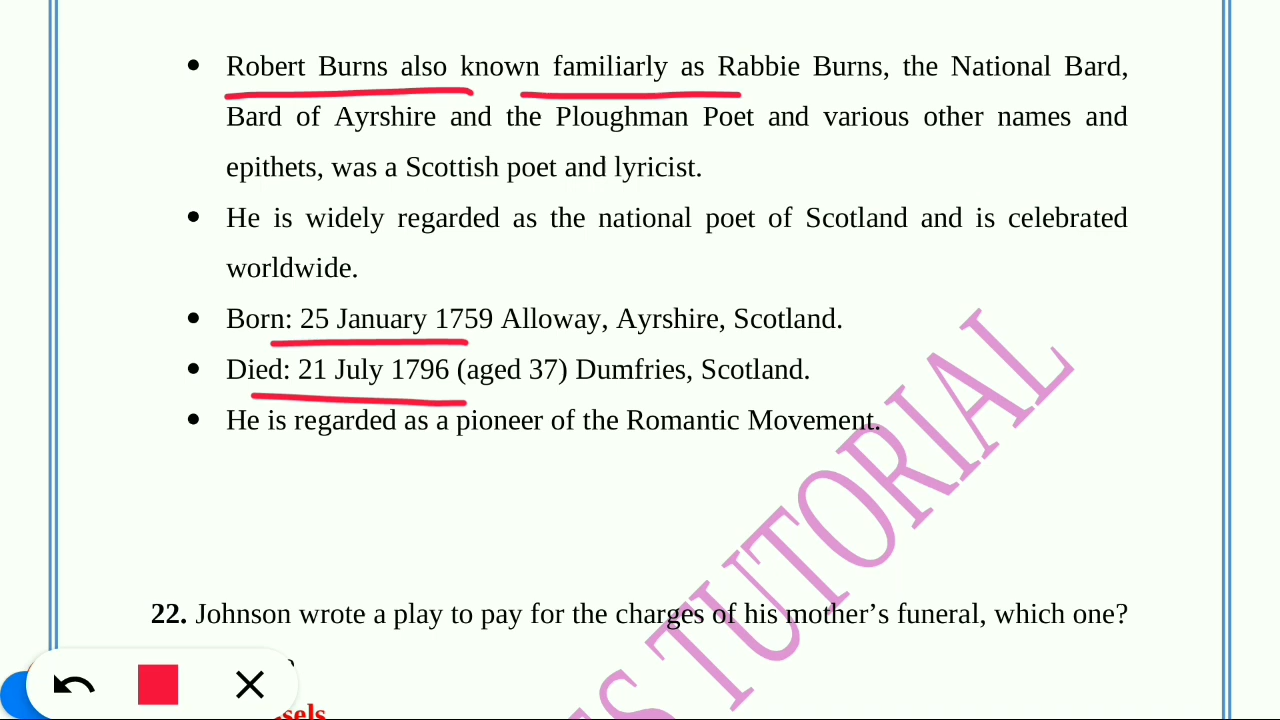 • Robert Burns also known familiarly as Rabbie Burns, the National Bard,
Bard of Ayrshire and the Ploughman Poet and various other names and
epithets, was a Scottish poet and lyricist.
• He is widely regarded as the national poet of Scotland and is celebrated
worldwide.
• Born: 25 January 1759 Alloway, Ayrshire, Scotland.
• Died: 21 July 1796 (aged 37) Dumfries, Scotland.
• He is regarded as a pioneer of the Romantic Movement.
TUTORIAL
22. Johnson wrote a play to pay for the charges of his mother’s funeral, which one?